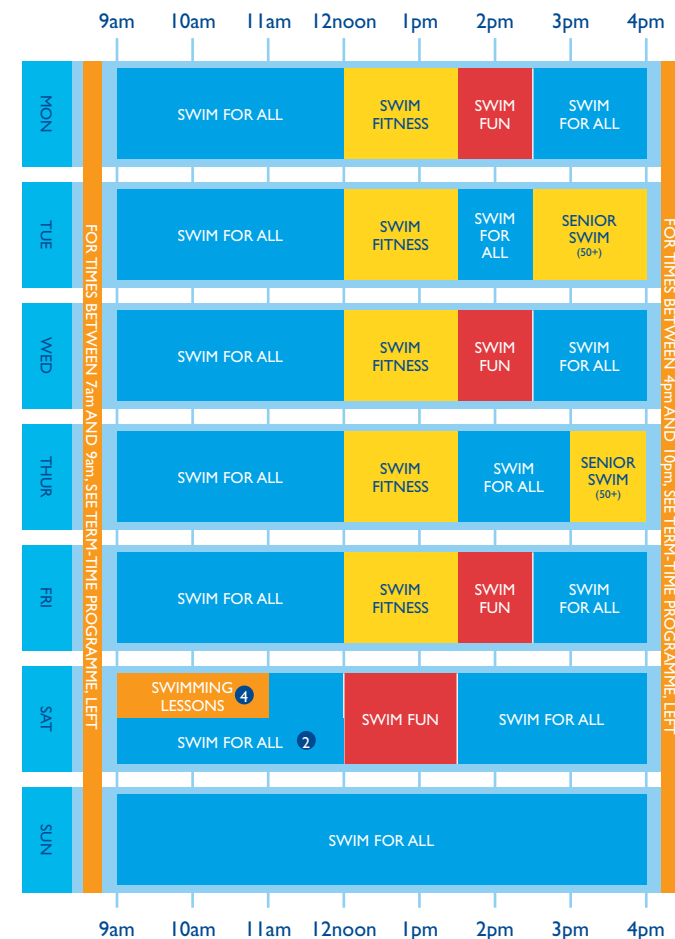 9am 10am 11am 12noon 1pm 2pm 3pm 4pm
MON
SWIM FOR ALL
SWIM
FITNESS
SWIM
FUN
SWIM
FOR ALL
TUE
SWIM FOR ALL
SWIM
FITNESS
SWIM
FOR
ALL
SENIOR
SWIM
(50+)
WED
SWIM FOR ALL
SWIM
FITNESS
SWIM
FUN
SWIM
FOR ALL
THUR
SWIM FOR ALL
SWIM
FITNESS
SWIM
FOR ALL
SENIOR
SWIM
(50+)
FRI
SWIM FOR ALL
SWIM
FITNESS
SWIM
FUN
SWIM
FOR ALL
SAT
SWIMMING
LESSONS 4
SWIM FOR ALL 2
SWIM FUN
SWIM FOR ALL
SUN
SWIM FOR ALL
FOR TIMES BETWEEN 7am AND 9am, SEE TERM-TIME PROGRAMME, LEFT
FOR TIMES BETWEEN 4pm AND 10pm, SEE TERM-TIME PROGRAMME, LEFT
9am 10am 11am 12noon 1pm 2pm 3pm 4pm